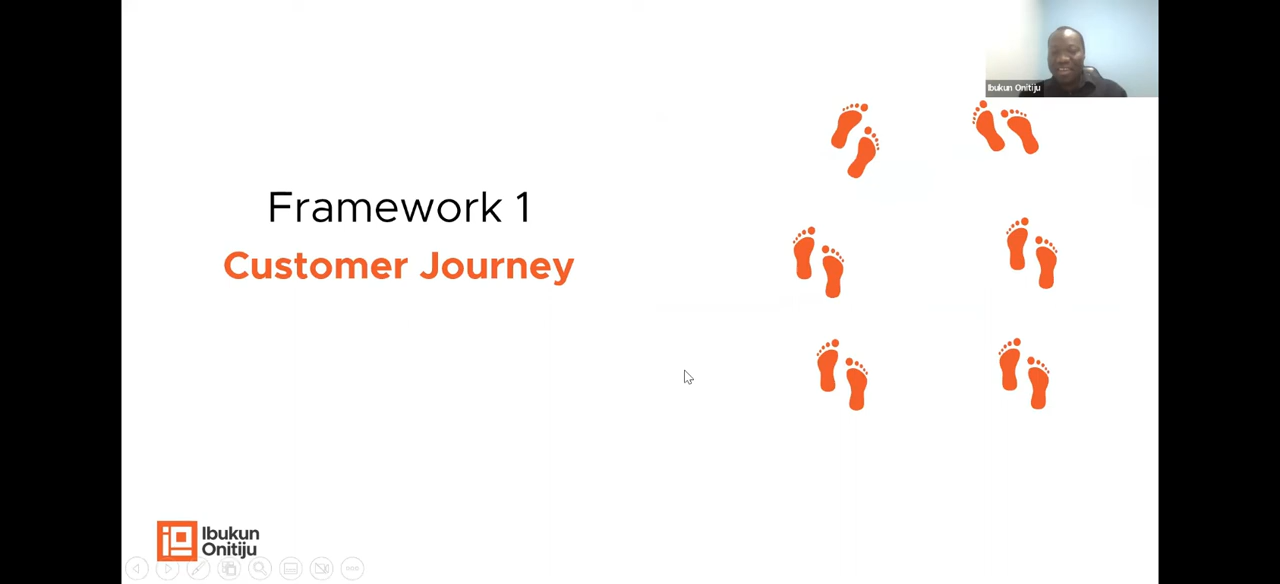 Ibukun Onitiju
Framework 1
Customer Journey
Ibukun
Onitiju